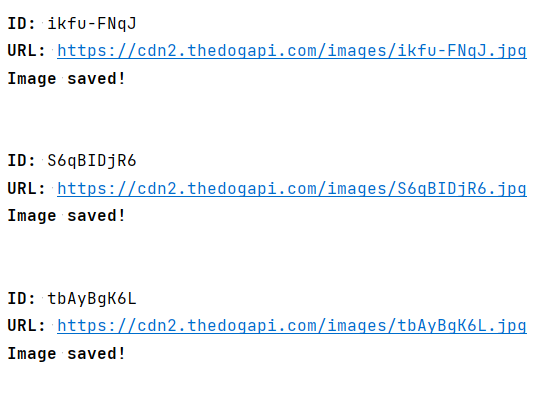 ID: ikfu-FNqJ
URL: https://cdn2.thedogapi.com/images/ikfu-FNqJ.jpg
Image saved!
ID: S6qBIDjR6
URL: https://cdn2.thedogapi.com/images/S6qBIDjR6.jpg
Image saved!
ID: tbAyBgK6L
URL: https://cdn2.thedogapi.com/images/tbAyBgK6L.jpg
Image saved!